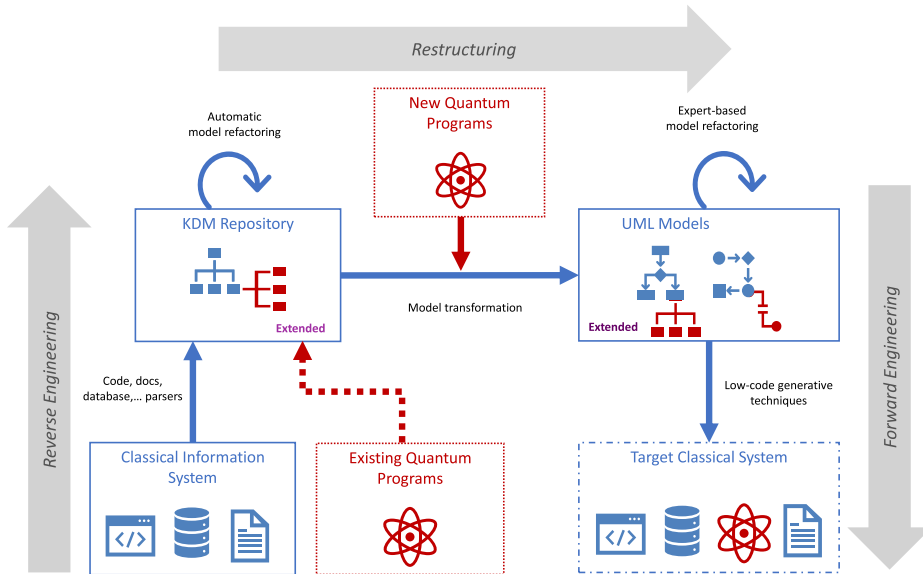 Restructuring
New Quantum
Programs
Automatic
model refactoring
Expert-based
model refactoring
KDM Repository
Extended
Model transformation
UML Models
Extended
Reverse Engineering
Forward Engineering
Code, docs,
database,... parsers
Low-code generative
techniques
Classical Information
System
</>
Existing Quantum
Programs
Target Classical System
</>